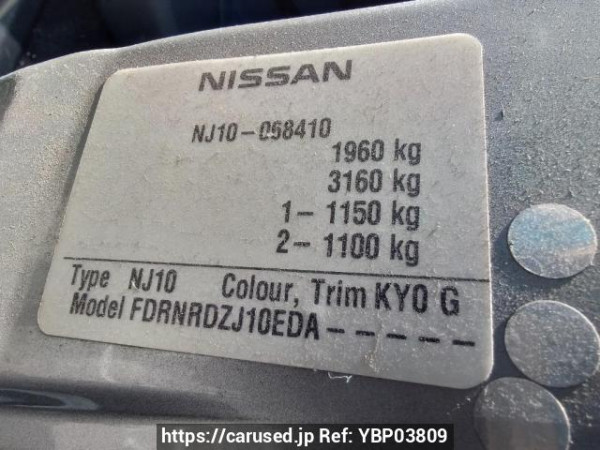 NISSAN
NJ10-068410
1960 kg
3160 kg
1- 1150 kg
2- 1100 kg
Type NJ10 Colour, Trim KY0 G
Model FDRNRDZJ10EDA-----
https://carused.jp Ref: YBP03809